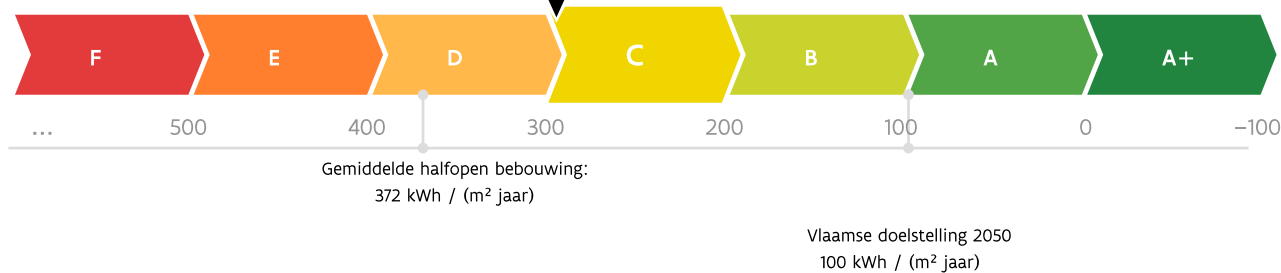 F E D C B A A+
... 500 400 300 200 100 0 −100
Gemiddelde halfopen bebouwing:
372 kWh / (m² jaar)
Vlaamse doelstelling 2050
100 kWh / (m² jaar)